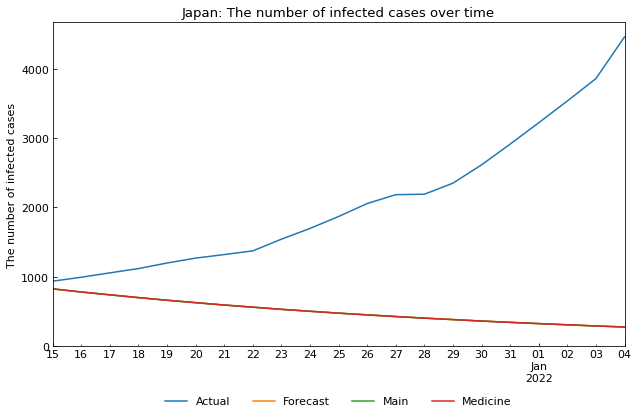 Japan: The number of infected cases over time
The number of infected cases
4000
3000
2000
1000
0
15 16 17 18 19 20 21 22 23 24 25 26 27 28 29 30 31 01 02 03 04
Jan
2022
Actual Forecast Main Medicine